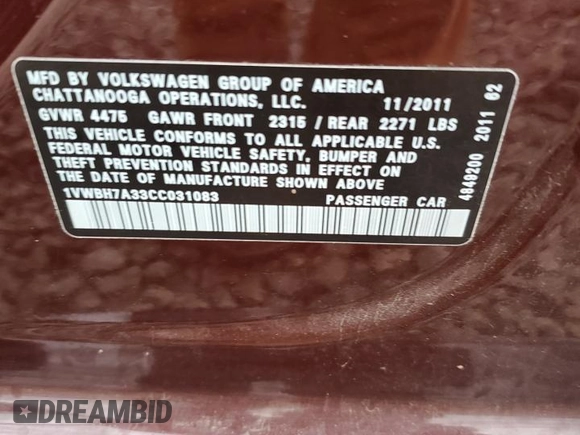 MFD BY VOLKSWAGEN GROUP OF AMERICA
CHATTANOOGA OPERATIONS, LLC. 11/2011
GVWR 4475 GAWR FRONT 2315 / REAR 2271 LBS
THIS VEHICLE CONFORMS TO ALL APPLICABLE U.S.
FEDERAL MOTOR VEHICLE SAFETY, BUMPER AND
THEFT PREVENTION STANDARDS IN EFFECT ON
THE DATE OF MANUFACTURE SHOWN ABOVE
1VWBH7A33CC031083 PASSENGER CAR
4849200 2011 62
DREAMBID